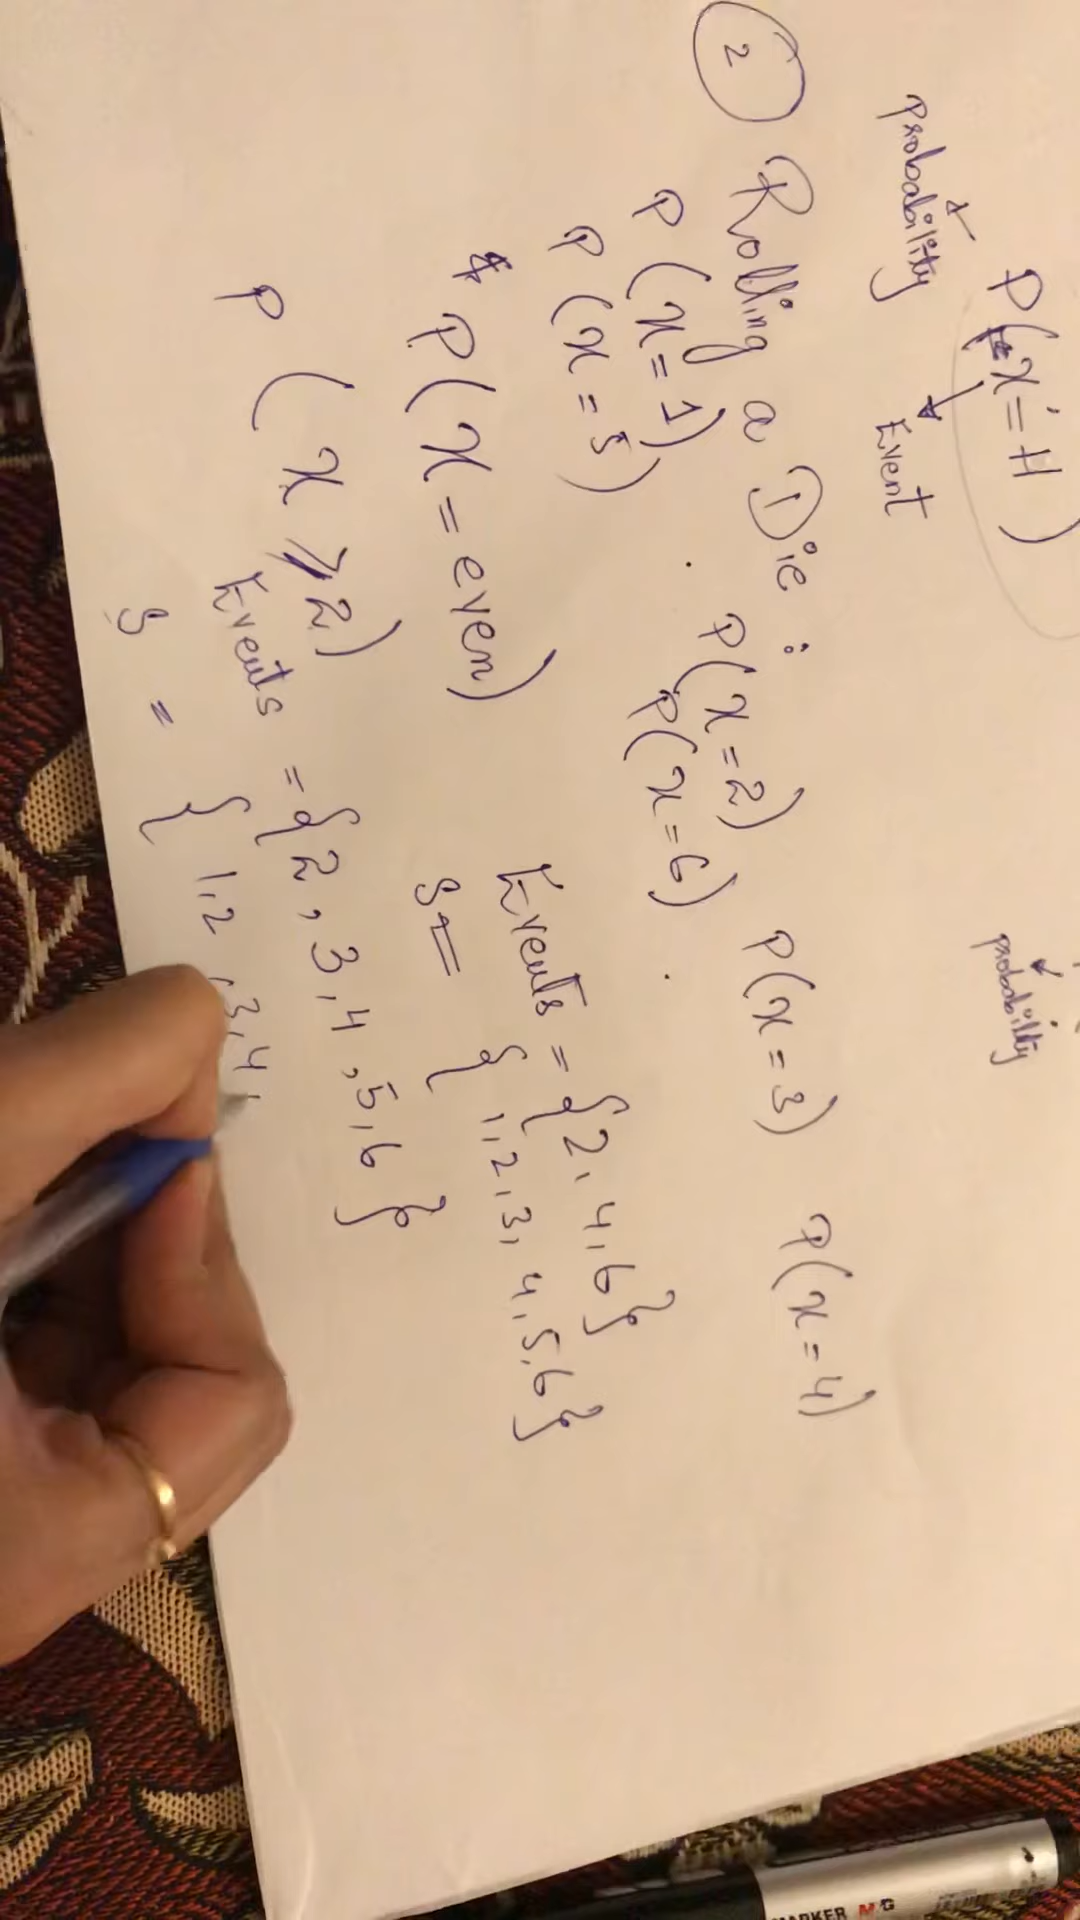 P(x=H)
probability
Event
probability
2 Rolling a Die :
P(x=1) P(x=2) P(x=3) P(x=4)
P(x=5) P(x=6)
* P(x=even) Events = {2,4,6}
S = {1,2,3,4,5,6}
P(x⩾2)
Events = {2,3,4,5,6}
S = {1,2,3,4,
MARKER M&G